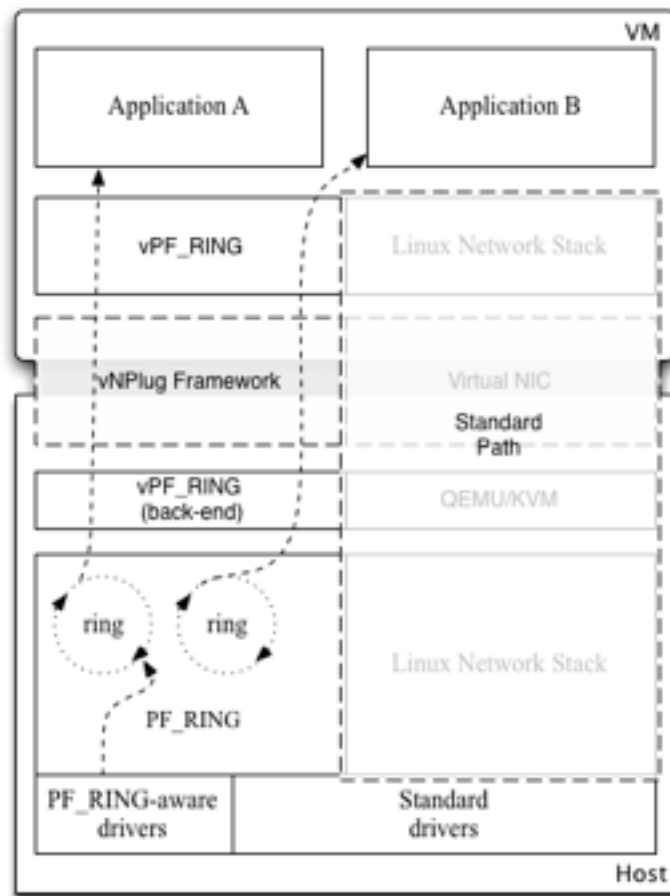 VM
Application A
Application B
vPF_RING
Linux Network Stack
vNPlug Framework
Virtual NIC
Standard
Path
vPF_RING
(back-end)
QEMU/KVM
ring
ring
Linux Network Stack
PF_RING
PF_RING-aware
drivers
Standard
drivers
Host